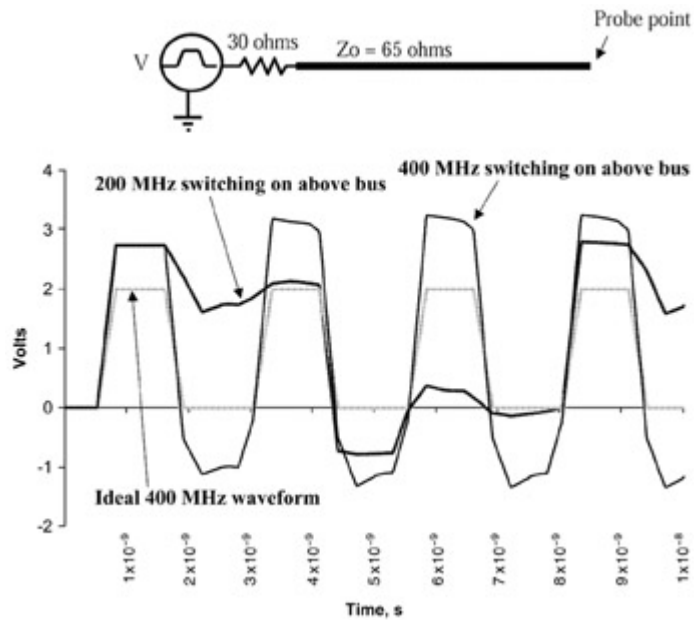 Probe point
30 ohms
Zo = 65 ohms
V
4
200 MHz switching on above bus
400 MHz switching on above bus
3
2
1
0
-1
-2
Volts
Ideal 400 MHz waveform
1x10-9
2x10-9
3x10-9
4x10-9
5x10-9
6x10-9
7x10-9
8x10-9
9x10-9
1x10-8
Time, s